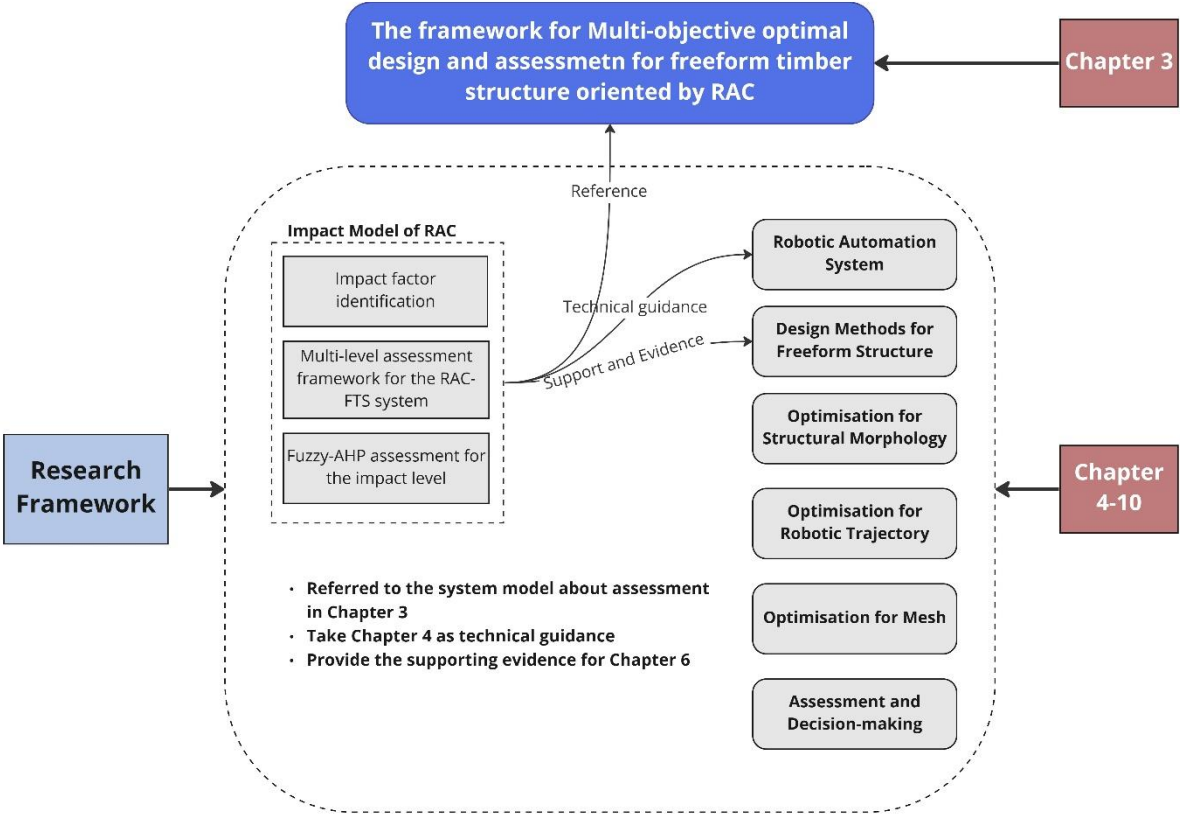 The framework for Multi-objective optimal
design and assessmetn for freeform timber
structure oriented by RAC
Chapter 3
Reference
Impact Model of RAC
Impact factor
identification
Multi-level assessment
framework for the RAC-
FTS system
Fuzzy-AHP assessment for
the impact level
Technical guidance
Support and Evidence
Robotic Automation
System
Design Methods for
Freeform Structure
Optimisation for
Structural Morphology
Optimisation for
Robotic Trajectory
Optimisation for Mesh
Assessment and
Decision-making
Research
Framework
Chapter
4-10
· Referred to the system model about assessment
in Chapter 3
· Take Chapter 4 as technical guidance
· Provide the supporting evidence for Chapter 6